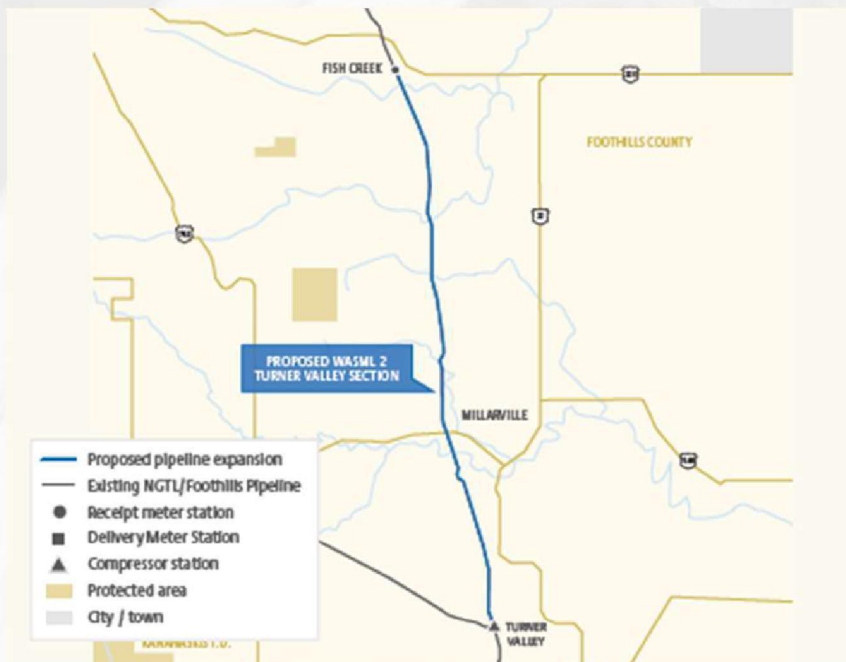 FISH CREEK
FOOTHILLS COUNTY
PROPOSED WASML 2
TURNER VALLEY SECTION
MILLARVILLE
Proposed pipeline expansion
Existing NGTL/Foothills Pipeline
Receipt meter station
Delivery Meter Station
Compressor station
Protected area
City / town
TURNER
VALLEY